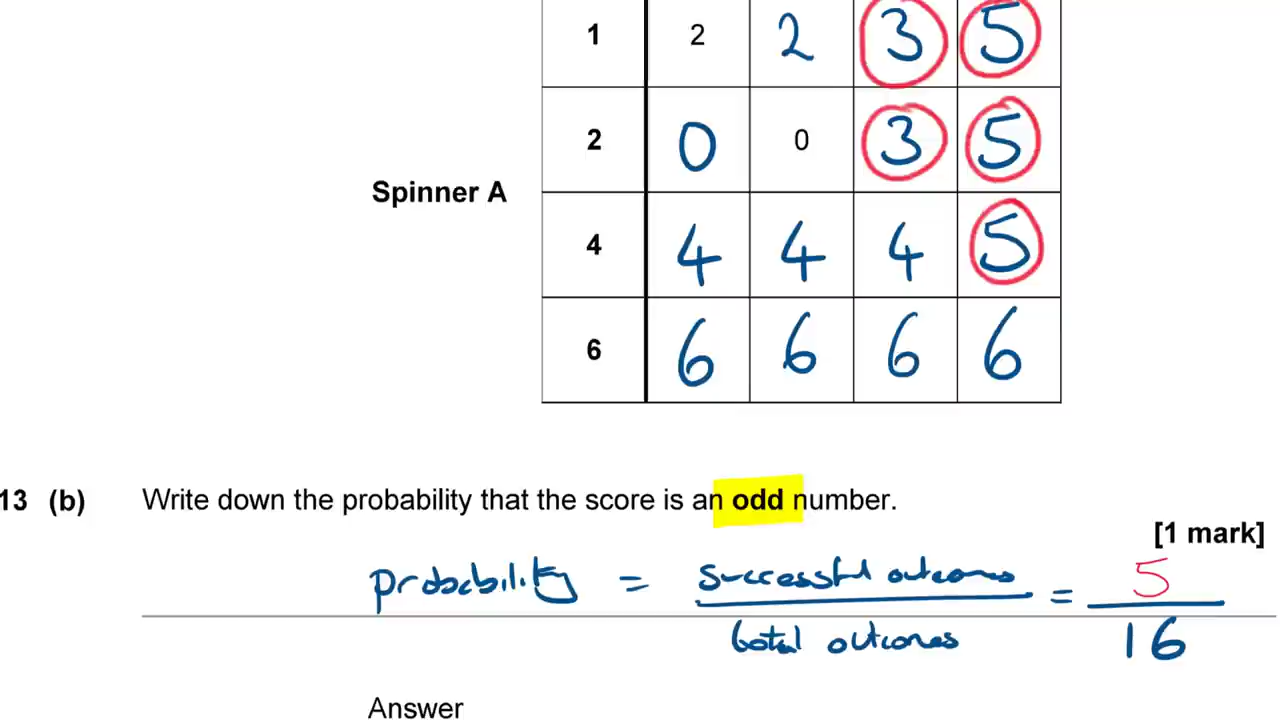 1 2 2 3 5
2 0 0 3 5
Spinner A
4 4 4 4 5
6 6 6 6 6
13 (b) Write down the probability that the score is an odd number.
[1 mark]
probability = successful outcomes = 5
total outcomes 16
Answer